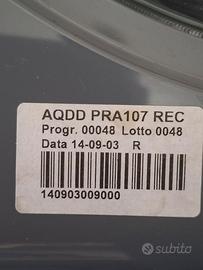 AQDD PRA107 REC
Progr. 00048 Lotto 0048
Data 14-09-03 R
140903009000
subito